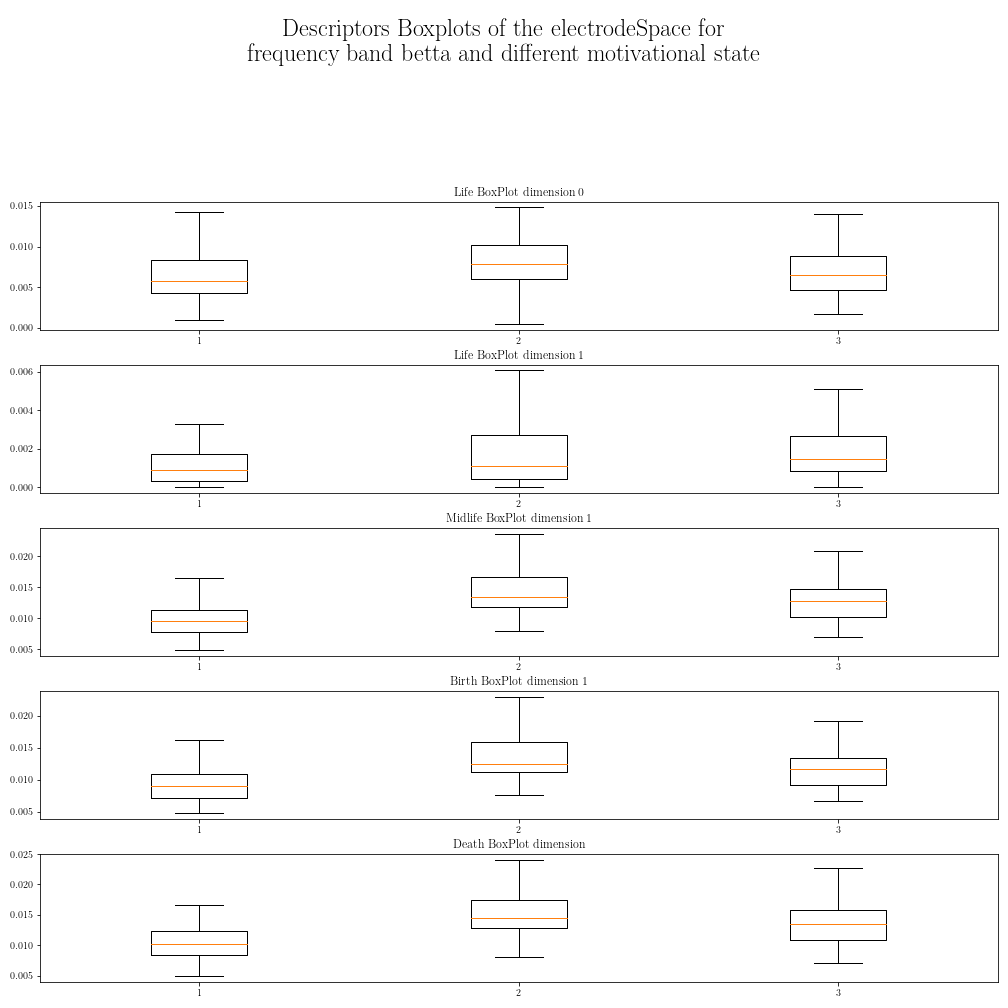 Descriptors Boxplots of the electrodeSpace for
frequency band betta and different motivational state
Life BoxPlot dimension 0
0.015
0.010
0.005
0.000
1 2 3
Life BoxPlot dimension 1
0.006
0.004
0.002
0.000
1 2 3
Midlife BoxPlot dimension 1
0.020
0.015
0.010
0.005
1 2 3
Birth BoxPlot dimension 1
0.020
0.015
0.010
0.005
1 2 3
Death BoxPlot dimension
0.025
0.020
0.015
0.010
0.005
1 2 3